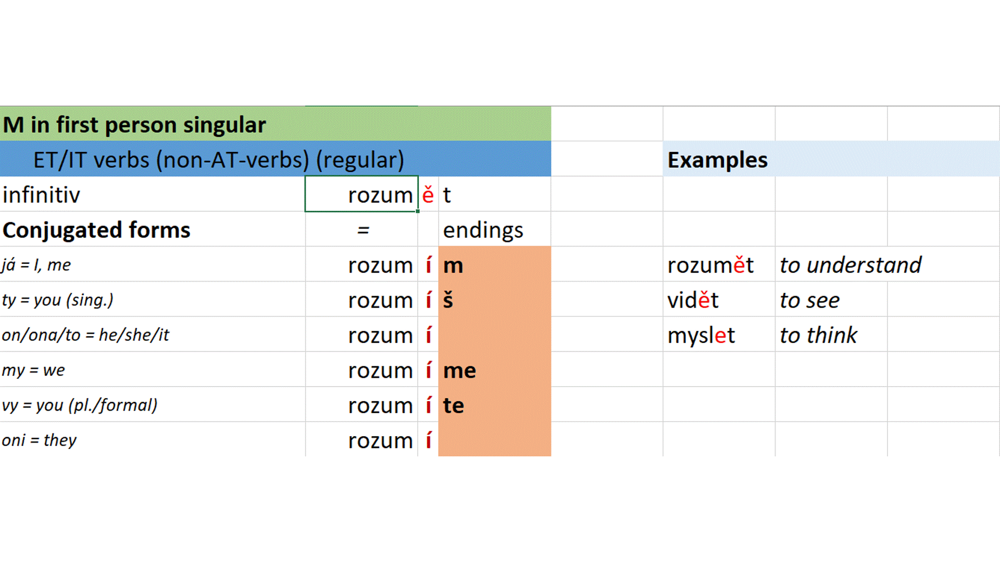 M in first person singular
ET/IT verbs (non-AT-verbs) (regular) Examples
infinitiv rozum ě t
Conjugated forms = endings
já = I, me rozum í m rozumět to understand
ty = you (sing.) rozum í š vidět to see
on/ona/to = he/she/it rozum í myslet to think
my = we rozum í me
vy = you (pl./formal) rozum í te
oni = they rozum í